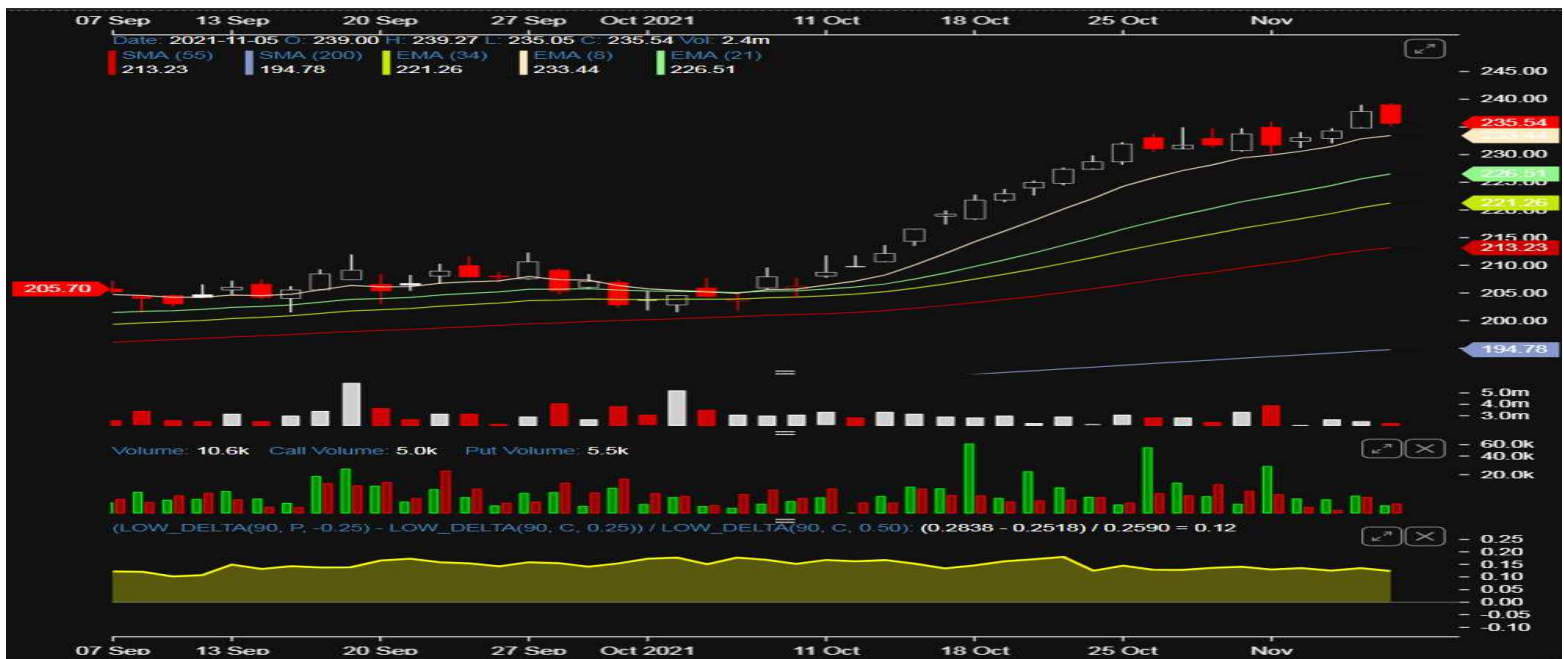 07 Sep 13 Sep 20 Sep 27 Sep Oct 2021 11 Oct 18 Oct 25 Oct Nov
Date: 2021-11-05 O: 239.00 H: 239.27 L: 235.05 C: 235.54 Vol: 2.4m
SMA (55) SMA (200) EMA (34) EMA (8) EMA (21)
213.23 194.78 221.26 233.44 226.51
245.00
240.00
235.54
233.44
230.00
226.51
225.00
221.26
220.00
215.00
213.23
210.00
205.70
205.00
200.00
194.78
5.0m
4.0m
3.0m
Volume: 10.6k Call Volume: 5.0k Put Volume: 5.5k
60.0k
40.0k
20.0k
(LOW_DELTA(90, P, -0.25) - LOW_DELTA(90, C, 0.25)) / LOW_DELTA(90, C, 0.50): (0.2838 - 0.2518) / 0.2590 = 0.12
0.25
0.20
0.15
0.10
0.05
0.00
-0.05
-0.10
07 Sep 13 Sep 20 Sep 27 Sep Oct 2021 11 Oct 18 Oct 25 Oct Nov